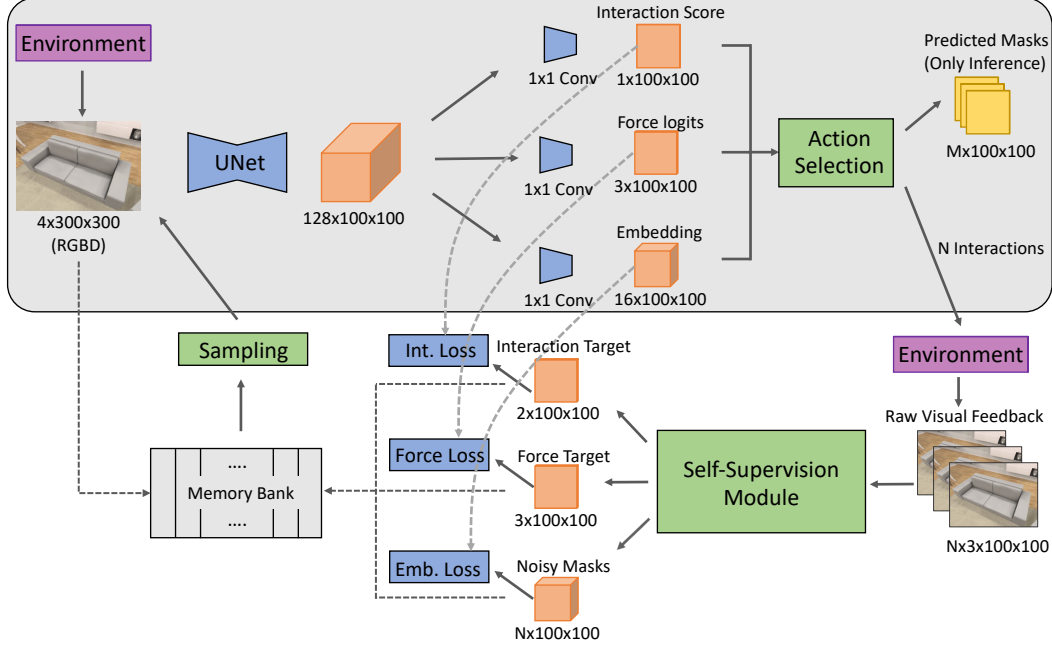 Environment
4x300x300
(RGBD)
UNet
128x100x100
1x1 Conv
Interaction Score
1x100x100
1x1 Conv
Force logits
3x100x100
1x1 Conv
Embedding
16x100x100
Action
Selection
Predicted Masks
(Only Inference)
Mx100x100
N Interactions
Environment
Raw Visual Feedback
Nx3x100x100
Self-Supervision
Module
Interaction Target
2x100x100
Force Target
3x100x100
Noisy Masks
Nx100x100
Int. Loss
Force Loss
Emb. Loss
Sampling
....
Memory Bank
....